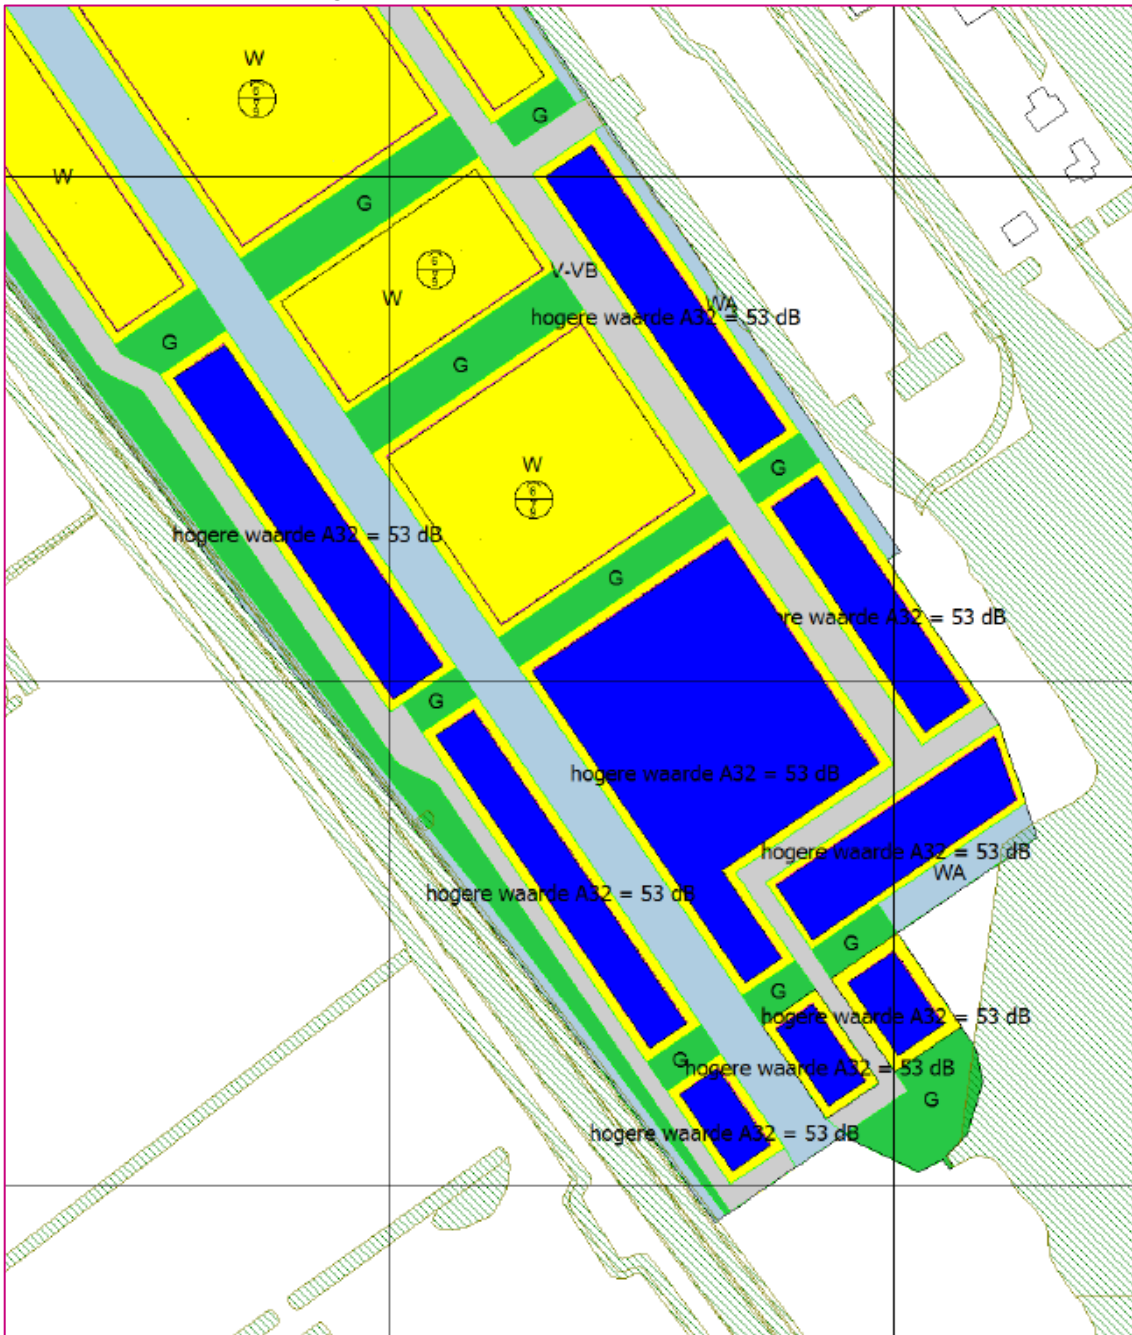 W
G
W
G
V-VB
W
WA
hogere waarde A32 = 53 dB
G
G
W
G
hogere waarde A32 = 53 dB
G
re waarde A32 = 53 dB
G
hogere waarde A32 = 53 dB
hogere waarde A32 = 53 dB
WA
hogere waarde A32 = 53 dB
G
G
hogere waarde A32 = 53 dB
G
hogere waarde A32 = 53 dB
G
hogere waarde A32 = 53 dB